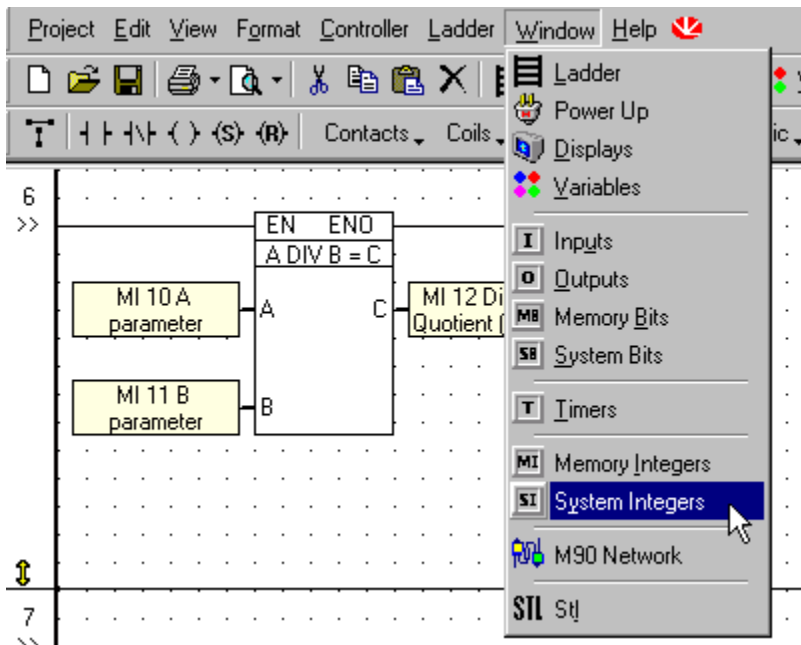 Project Edit View Format Controller Ladder Window Help
Contacts Coils
6
>>
EN ENO
A DIV B = C
MI 10 A
parameter
A C
MI 12
Quotient
MI 11 B
parameter
B
7
Ladder
Power Up
Displays
Variables
I Inputs
O Outputs
MB Memory Bits
SB System Bits
T Timers
MI Memory Integers
SI System Integers
M90 Network
STL Stl